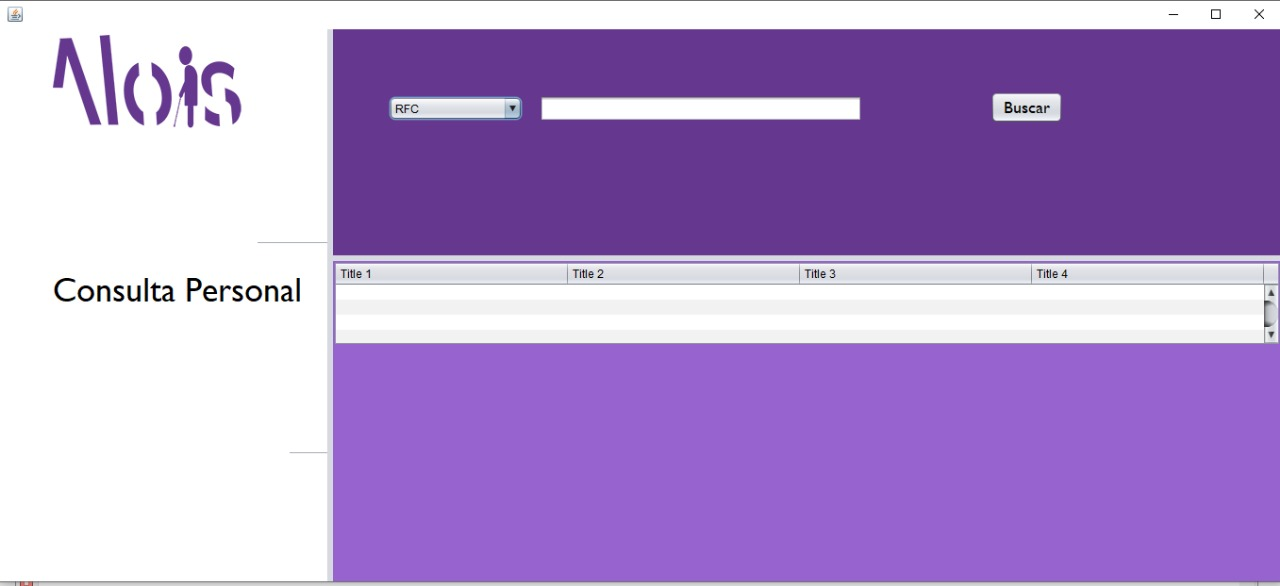 Alois
RFC
Buscar
Consulta Personal
Title 1
Title 2
Title 3
Title 4